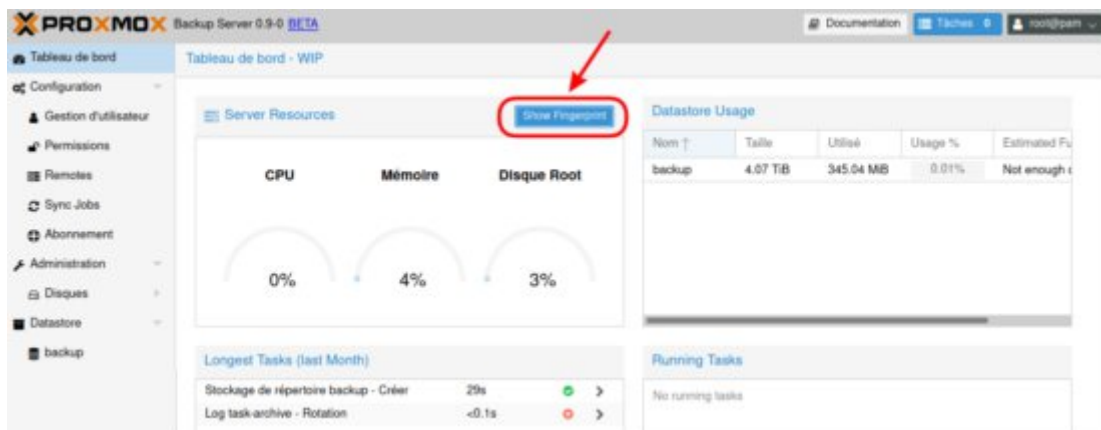 PROXMOX Backup Server 0.9-0 BETA
Documentation
Tâches 0
root@pam
Tableau de bord
Configuration
Gestion d'utilisateur
Permissions
Remotes
Sync Jobs
Abonnement
Administration
Disques
Datastore
backup
Tableau de bord - WIP
Server Resources
Show Fingerprint
CPU Mémoire Disque Root
0% 4% 3%
Datastore Usage
Nom Taille Utilisé Usage % Estimated Fu
backup 4.07 TiB 345.04 MiB 0.01% Not enough d
Longest Tasks (last Month)
Stockage de répertoire backup - Créer 29s
Log task-archive - Rotation <0.1s
Running Tasks
No running tasks